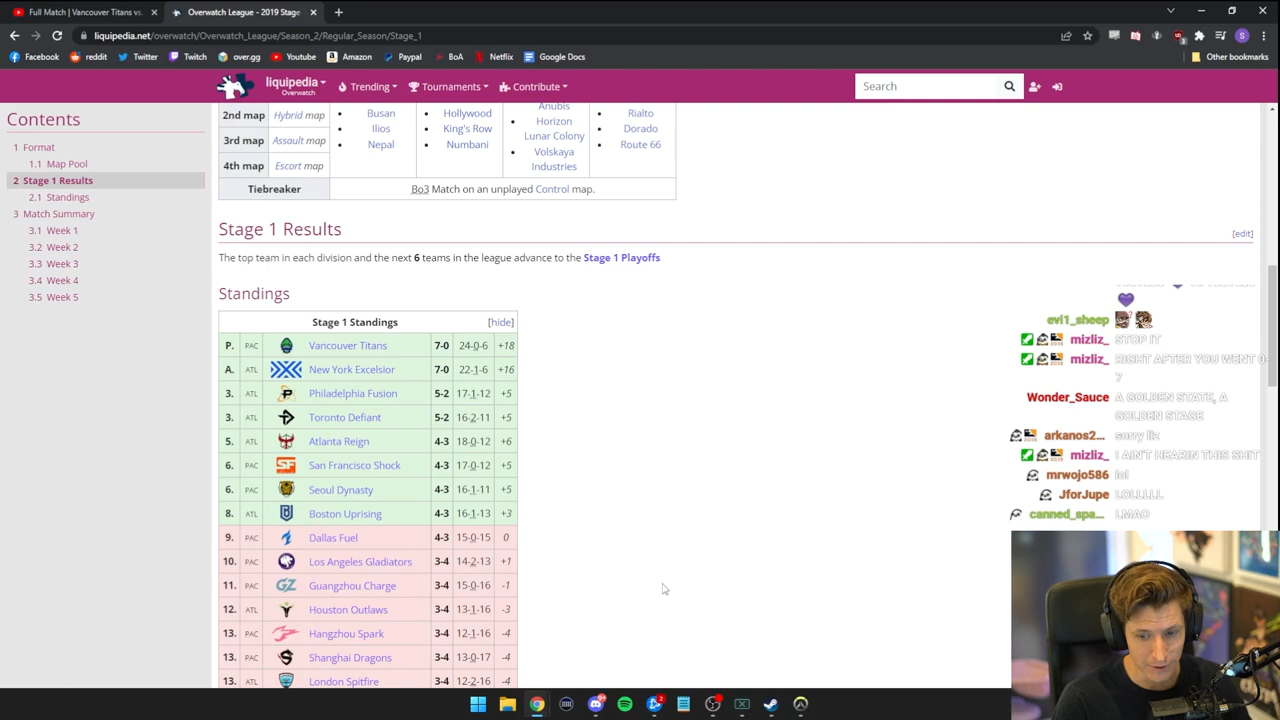 Full Match | Vancouver Titans vs.
Overwatch League - 2019 Stage
liquipedia.net/overwatch/Overwatch_League/Season_2/Regular_Season/Stage_1
Facebook reddit Twitter Twitch over.gg Youtube Amazon Paypal BoA Netflix Google Docs Other bookmarks
liquipedia
Overwatch
Trending Tournaments Contribute Search
Contents
1 Format
1.1 Map Pool
2 Stage 1 Results
2.1 Standings
3 Match Summary
3.1 Week 1
3.2 Week 2
3.3 Week 3
3.4 Week 4
3.5 Week 5
2nd map Hybrid map
3rd map Assault map
4th map Escort map
Busan
Ilios
Nepal
Hollywood
King's Row
Numbani
Anubis
Horizon
Lunar Colony
Volskaya
Industries
Rialto
Dorado
Route 66
Tiebreaker Bo3 Match on an unplayed Control map.
Stage 1 Results [edit]
The top team in each division and the next 6 teams in the league advance to the Stage 1 Playoffs
Standings
Stage 1 Standings [hide]
P. PAC Vancouver Titans 7-0 24-0-6 +18
A. ATL New York Excelsior 7-0 22-1-6 +16
3. ATL Philadelphia Fusion 5-2 17-1-12 +5
3. ATL Toronto Defiant 5-2 16-2-11 +5
5. ATL Atlanta Reign 4-3 18-0-12 +6
6. PAC San Francisco Shock 4-3 17-0-12 +5
6. PAC Seoul Dynasty 4-3 16-1-11 +5
8. ATL Boston Uprising 4-3 16-1-13 +3
9. PAC Dallas Fuel 4-3 15-0-15 0
10. PAC Los Angeles Gladiators 3-4 14-2-13 +1
11. PAC Guangzhou Charge 3-4 15-0-16 -1
12. ATL Houston Outlaws 3-4 13-1-16 -3
13. PAC Hangzhou Spark 3-4 12-1-16 -4
13. PAC Shanghai Dragons 3-4 13-0-17 -4
13. ATL London Spitfire 3-4 12-2-16 -4
evi1_sheep
mizliz_ STOP IT
mizliz_ RIGHT AFTER YOU WENT 0-
7
Wonder_Sauce A GOLDEN STATE, A
GOLDEN STAGE
arkanos2... sorry liz
mizliz_ I AIN'T HEARIN THIS SHIT
mrwojo586 lol
JforJupe LOLLLLL
canned_spa... LMAO